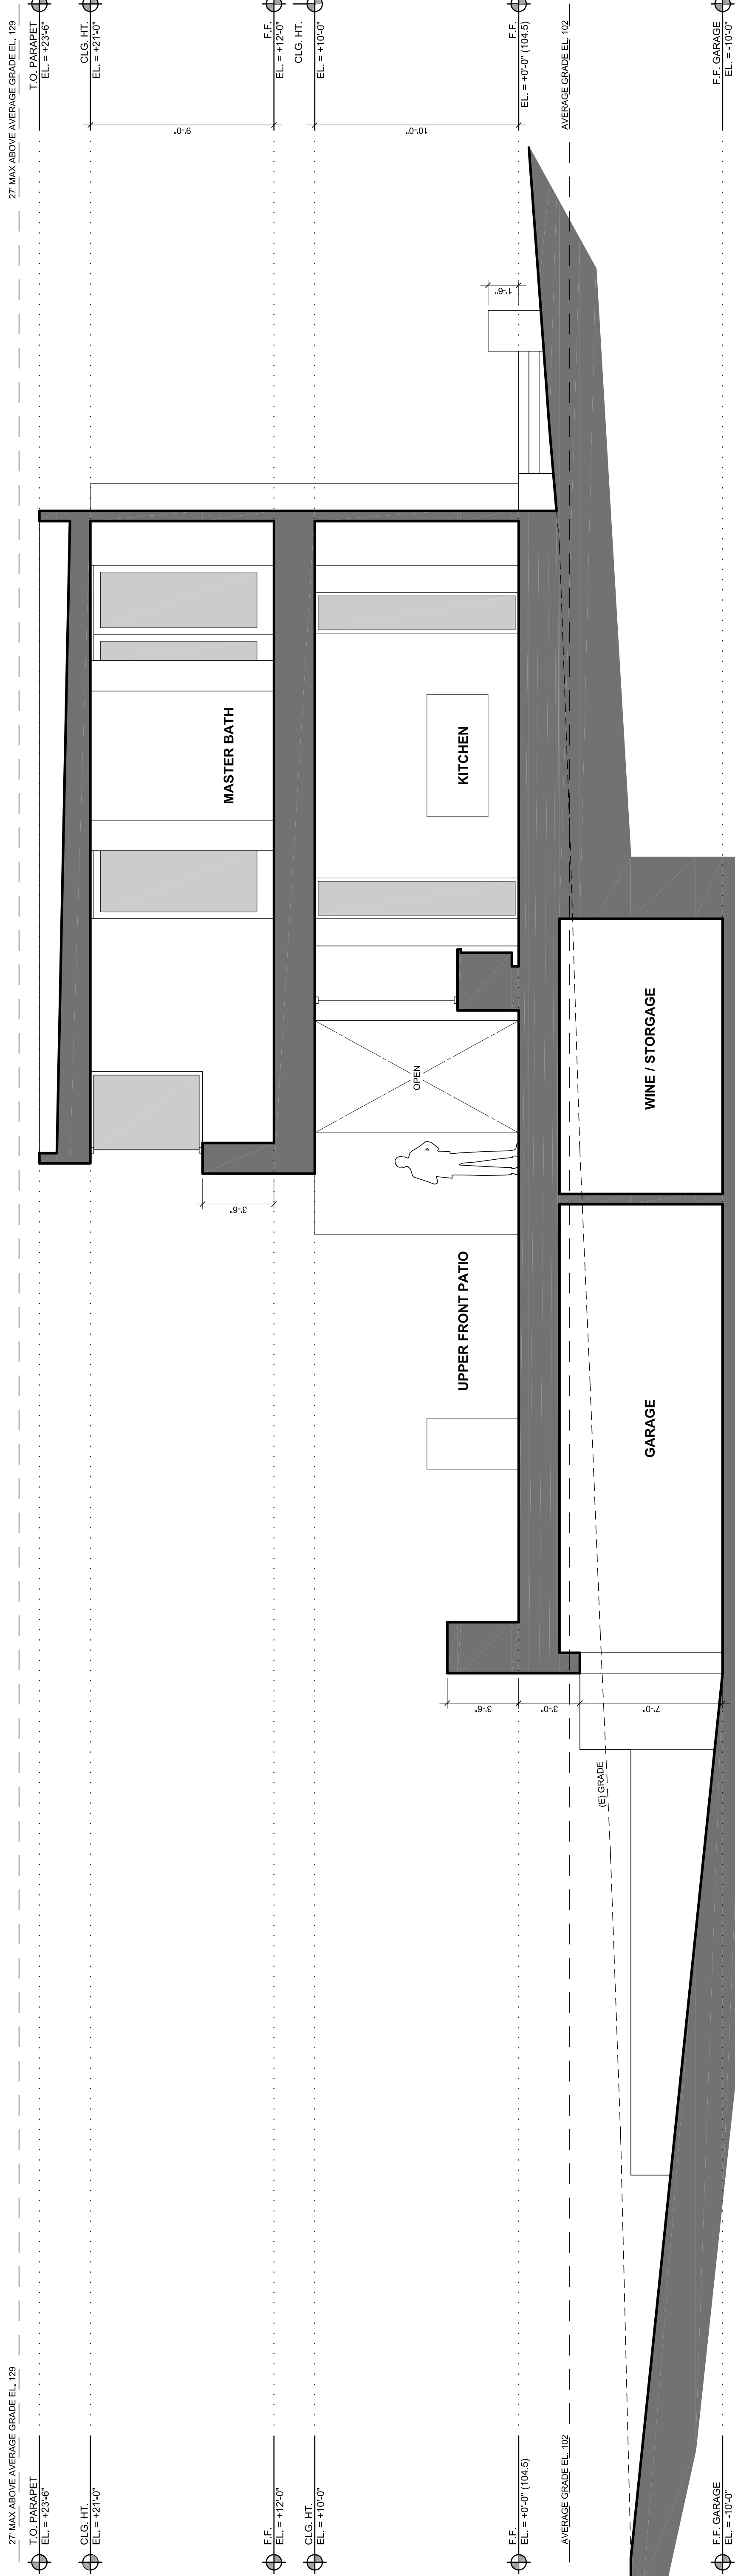 27' MAX ABOVE AVERAGE GRADE EL. 129
T.O. PARAPET
EL. = +23'-6"
CLG. HT.
EL. = +21'-0"
F.F.
EL. = +12'-0"
CLG. HT.
EL. = +10'-0"
F.F.
EL. = +0'-0" (104.5)
AVERAGE GRADE EL. 102
F.F. GARAGE
EL. = -10'-0"
(E) GRADE
3'-6"
3'-0"
7'-0"
GARAGE
UPPER FRONT PATIO
3'-6"
OPEN
WINE / STORGAGE
MASTER BATH
KITCHEN
1'-6"
9'-0"
10'-0"
27' MAX ABOVE AVERAGE GRADE EL. 129
T.O. PARAPET
EL. = +23'-6"
CLG. HT.
EL. = +21'-0"
F.F.
EL. = +12'-0"
CLG. HT.
EL. = +10'-0"
F.F.
EL. = +0'-0" (104.5)
AVERAGE GRADE EL. 102
F.F. GARAGE
EL. = -10'-0"